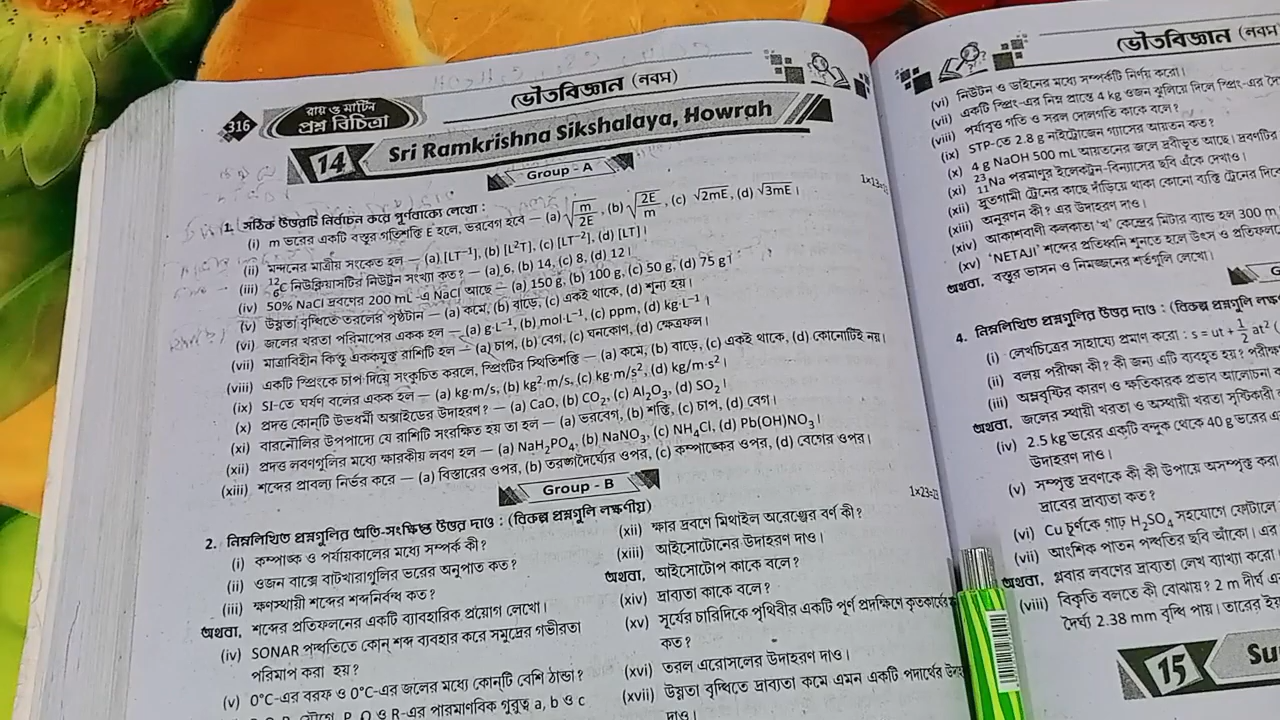 316
রায় ও মার্টিন
প্রশ্ন বিচিত্রা
ভৌতবিজ্ঞান (নবম)
14 Sri Ramkrishna Sikshalaya, Howrah
Group - A
1. সঠিক উত্তরটি নির্বাচন করে পূর্ণবাক্যে লেখো : 1×13=13
(i) m ভরের একটি বস্তুর গতিশক্তি E হলে, ভরবেগ হবে — (a) √(m/2E), (b) √(2E/m), (c) √2mE, (d) √3mE।
(ii) মন্দনের মাত্রীয় সংকেত হল — (a) [LT⁻¹], (b) [L²T], (c) [LT⁻²], (d) [LT]।
(iii) ¹²₆C নিউক্লিয়াসটির নিউট্রন সংখ্যা কত? — (a) 6, (b) 14, (c) 8, (d) 12।
(iv) 50% NaCl দ্রবণের 200 mL-এ NaCl আছে — (a) 150 g, (b) 100 g, (c) 50 g, (d) 75 g।
(v) উষ্ণতা বৃদ্ধিতে তরলের পৃষ্ঠটান — (a) কমে, (b) বাড়ে, (c) একই থাকে, (d) শূন্য হয়।
(vi) জলের খরতা পরিমাপের একক হল — (a) g·L⁻¹, (b) mol·L⁻¹, (c) ppm, (d) kg·L⁻¹।
(vii) মাত্রাবিহীন কিন্তু এককযুক্ত রাশিটি হল — (a) চাপ, (b) বেগ, (c) ঘনকোণ, (d) ক্ষেত্রফল।
(viii) একটি স্প্রিংকে চাপ দিয়ে সংকুচিত করলে, স্প্রিংটির স্থিতিশক্তি — (a) কমে, (b) বাড়ে, (c) একই থাকে, (d) কোনোটিই নয়।
(ix) SI-তে ঘর্ষণ বলের একক হল — (a) kg·m/s, (b) kg²·m/s, (c) kg·m/s², (d) kg/m·s²।
(x) প্রদত্ত কোন্‌টি উভধর্মী অক্সাইডের উদাহরণ? — (a) CaO, (b) CO₂, (c) Al₂O₃, (d) SO₂।
(xi) বারনৌলির উপপাদ্যে যে রাশিটি সংরক্ষিত হয় তা হল — (a) ভরবেগ, (b) শক্তি, (c) চাপ, (d) বেগ।
(xii) প্রদত্ত লবণগুলির মধ্যে ক্ষারকীয় লবণ হল — (a) NaH₂PO₄, (b) NaNO₃, (c) NH₄Cl, (d) Pb(OH)NO₃।
(xiii) শব্দের প্রাবল্য নির্ভর করে — (a) বিস্তারের ওপর, (b) তরঙ্গদৈর্ঘ্যের ওপর, (c) কম্পাঙ্কের ওপর, (d) বেগের ওপর।
Group - B
2. নিম্নলিখিত প্রশ্নগুলির অতি-সংক্ষিপ্ত উত্তর দাও : (বিকল্প প্রশ্নগুলি লক্ষণীয়)
(i) কম্পাঙ্ক ও পর্যায়কালের মধ্যে সম্পর্ক কী?
(ii) ওজন বাক্সে বাটখারাগুলির ভরের অনুপাত কত?
(iii) ক্ষণস্থায়ী শব্দের শব্দনির্বন্ধ কত?
অথবা, শব্দের প্রতিফলনের একটি ব্যাবহারিক প্রয়োগ লেখো।
(iv) SONAR পদ্ধতিতে কোন্ শব্দ ব্যবহার করে সমুদ্রের গভীরতা
পরিমাপ করা হয়?
(v) 0°C-এর বরফ ও 0°C-এর জলের মধ্যে কোন্‌টি বেশি ঠান্ডা?
P, Q ও R-এর পারমাণবিক গুরুত্ব a, b ও c
(xii) ক্ষার দ্রবণে মিথাইল অরেঞ্জের বর্ণ কী?
(xiii) আইসোটোনের উদাহরণ দাও।
অথবা, আইসোটোপ কাকে বলে?
(xiv) দ্রাব্যতা কাকে বলে?
(xv) সূর্যের চারিদিকে পৃথিবীর একটি পূর্ণ প্রদক্ষিণে কৃতকার্যের
কত?
(xvi) তরল এরোসলের উদাহরণ দাও।
(xvii) উষ্ণতা বৃদ্ধিতে দ্রাব্যতা কমে এমন একটি পদার্থের
দাও।
ভৌতবিজ্ঞান (নবম
(vi) নিউটন ও ডাইনের মধ্যে সম্পর্কটি নির্ণয় করো।
(vii) একটি স্প্রিং-এর নিম্ন প্রান্তে 4 kg ওজন ঝুলিয়ে দিলে স্প্রিং-এর
(viii) পর্যাবৃত্ত গতি ও সরল দোলগতি কাকে বলে?
(ix) STP-তে 2.8 g নাইট্রোজেন গ্যাসের আয়তন কত?
(x) 4 g NaOH 500 mL আয়তনের জলে দ্রবীভূত আছে। দ্রবণটির
(xi) ²³₁₁Na পরমাণুর ইলেকট্রন-বিন্যাসের ছবি এঁকে দেখাও।
(xii) দ্রুতগামী ট্রেনের কাছে দাঁড়িয়ে থাকা কোনো ব্যক্তি ট্রেনের দিকে
(xiii) অনুরণন কী? এর উদাহরণ দাও।
(xiv) আকাশবাণী কলকাতা 'খ' কেন্দ্রের মিটার ব্যান্ড হল 300 m
(xv) 'NETAJI' শব্দের প্রতিধ্বনি শুনতে হলে উৎস ও
অথবা, বস্তুর ভাসন ও নিমজ্জনের শর্তগুলি লেখো।
4. নিম্নলিখিত প্রশ্নগুলির উত্তর দাও : (বিকল্প প্রশ্নগুলি
(i) লেখচিত্রের সাহায্যে প্রমাণ করো : s = ut + ½ at²
(ii) বলয় পরীক্ষা কী? কী জন্য এটি ব্যবহৃত হয়?
(iii) অম্লবৃষ্টির কারণ ও ক্ষতিকারক প্রভাব আলোচনা
অথবা, জলের স্থায়ী খরতা ও অস্থায়ী খরতা সৃষ্টিকারী
(iv) 2.5 kg ভরের একটি বন্দুক থেকে 40 g ভরের
উদাহরণ দাও।
(v) সম্পৃক্ত দ্রবণকে কী কী উপায়ে অসম্পৃক্ত করা
দ্রাবের দ্রাব্যতা কত?
(vi) Cu চূর্ণকে গাঢ় H₂SO₄ সহযোগে ফোটালে
(vii) আংশিক পাতন পদ্ধতির ছবি আঁকো। এর
অথবা, গ্লবার লবণের দ্রাব্যতা লেখ ব্যাখ্যা করো।
(viii) বিকৃতি বলতে কী বোঝায়? 2 m দীর্ঘ
দৈর্ঘ্য 2.38 mm বৃদ্ধি পায়। তারের
15 Su